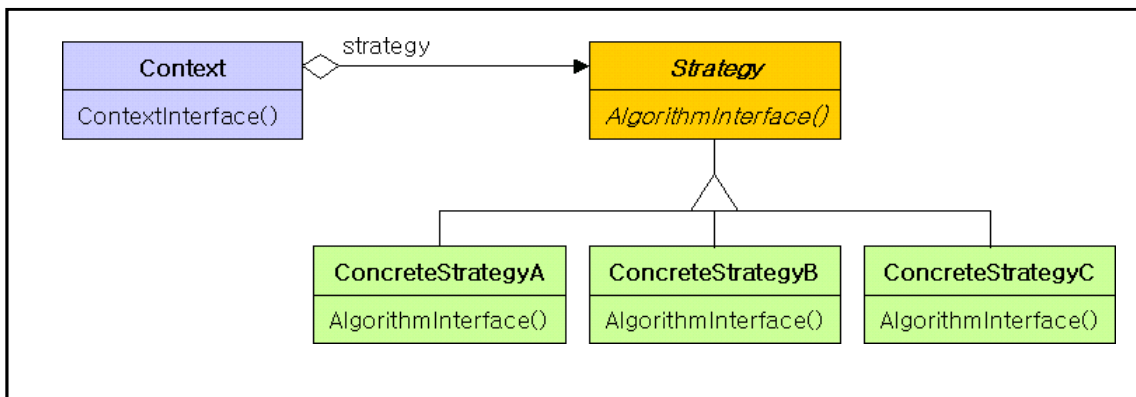 strategy
Context
ContextInterface()
Strategy
AlgorithmInterface()
ConcreteStrategyA
AlgorithmInterface()
ConcreteStrategyB
AlgorithmInterface()
ConcreteStrategyC
AlgorithmInterface()